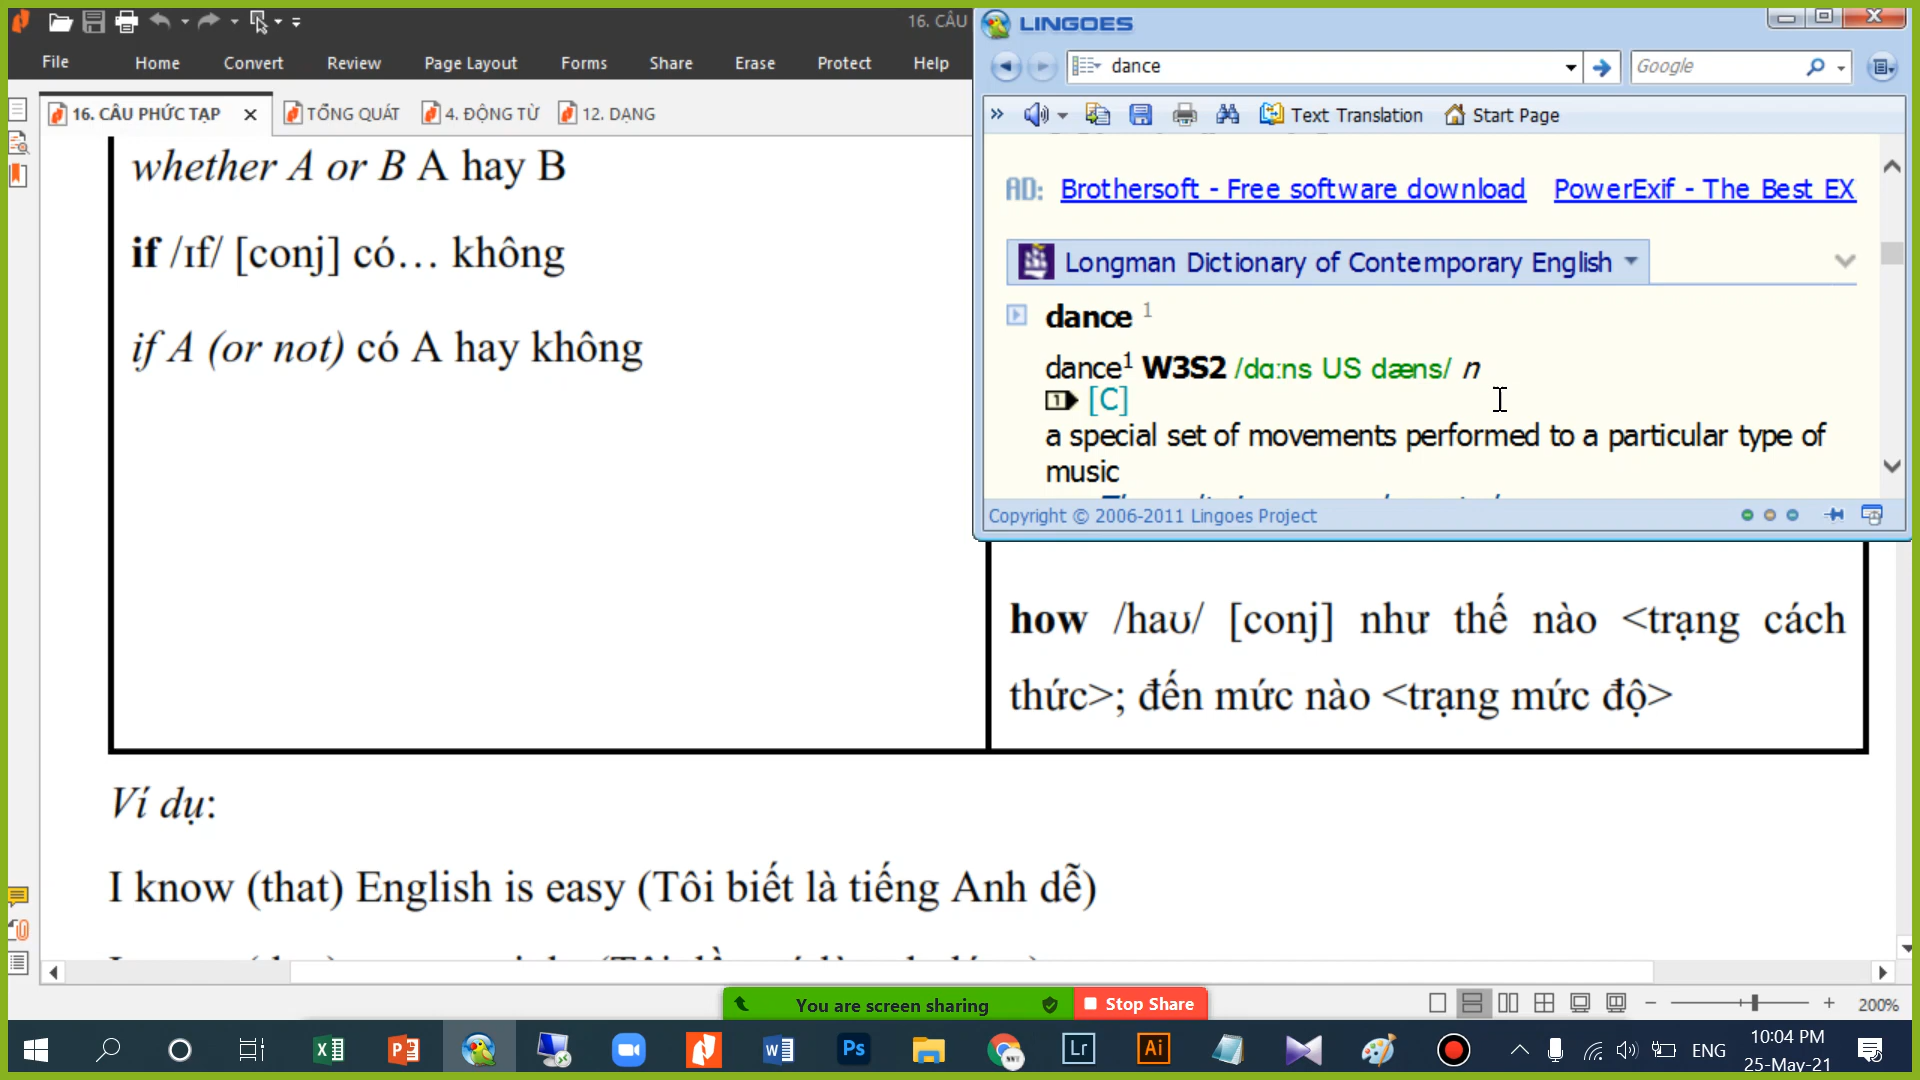 16. CÂU
File
Home
Convert
Review
Page Layout
Forms
Share
Erase
Protect
Help
16. CÂU PHỨC TẠP
TỔNG QUÁT
4. ĐỘNG TỪ
12. DẠNG
whether A or B A hay B
if /ɪf/ [conj] có… không
if A (or not) có A hay không
LINGOES
dance
Google
Text Translation
Start Page
AD: Brothersoft - Free software download PowerExif - The Best EX
Longman Dictionary of Contemporary English
dance 1
dance1 W3S2 /dɑːns US dæns/ n
1 [C]
a special set of movements performed to a particular type of
music
Copyright © 2006-2011 Lingoes Project
how /haʊ/ [conj] như thế nào <trạng cách
thức>; đến mức nào <trạng mức độ>
Ví dụ:
I know (that) English is easy (Tôi biết là tiếng Anh dễ)
You are screen sharing
Stop Share
200%
Ps
Lr
Ai
ENG
10:04 PM
25-May-21